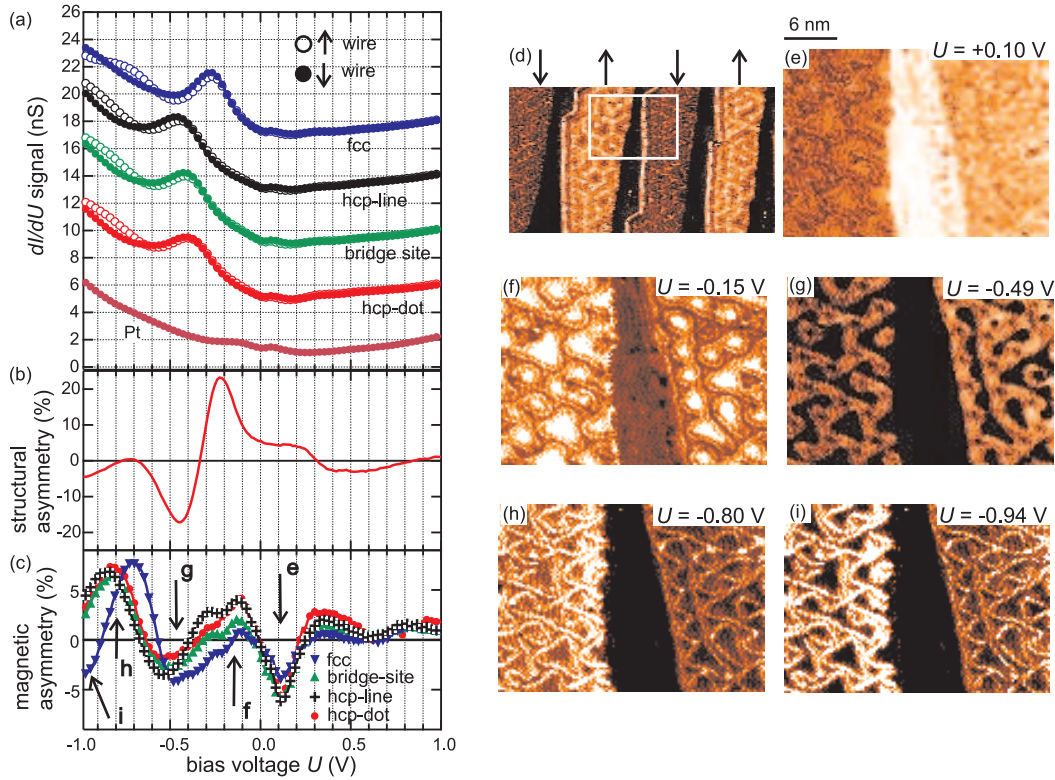 (a)
26
24
22
20
18
16
14
12
10
8
6
4
2
0
dI/dU signal (nS)
○ ↑ wire
● ↓ wire
fcc
hcp-line
bridge site
hcp-dot
Pt
(b)
20
10
0
-10
-20
structural
asymmetry (%)
(c)
5
0
-5
magnetic
asymmetry (%)
g
e
h
i
f
fcc
bridge-site
hcp-line
hcp-dot
-1.0
-0.5
0.0
0.5
1.0
bias voltage U (V)
(d)
↓ ↑ ↓ ↑
6 nm
(e)
U = +0.10 V
(f)
U = -0.15 V
(g)
U = -0.49 V
(h)
U = -0.80 V
(i)
U = -0.94 V